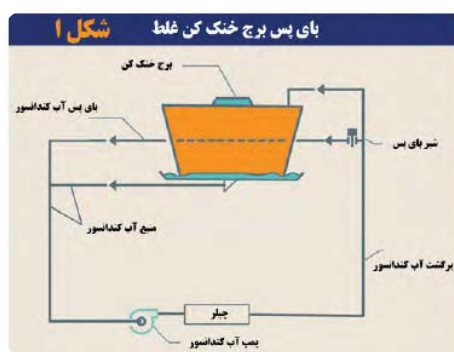 بای پس برج خنک کن غلط
شکل ۱
برج خنک کن
بای پس آب کندانسور
شیر بای پس
منبع آب کندانسور
برگشت آب کندانسور
چیلر
پمپ آب کندانسور